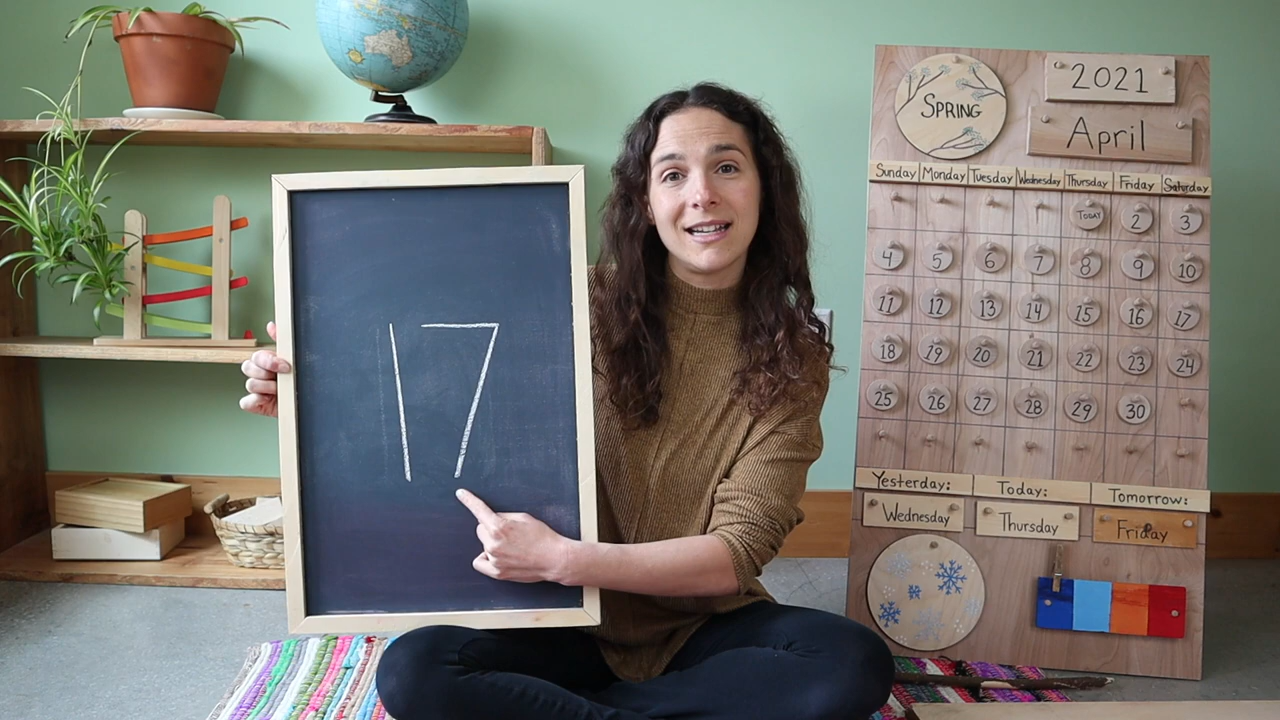 17
SPRING
2021
April
Sunday Monday Tuesday Wednesday Thursday Friday Saturday
TODAY 2 3
4 5 6 7 8 9 10
11 12 13 14 15 16 17
18 19 20 21 22 23 24
25 26 27 28 29 30
Yesterday: Today: Tomorrow:
Wednesday Thursday Friday